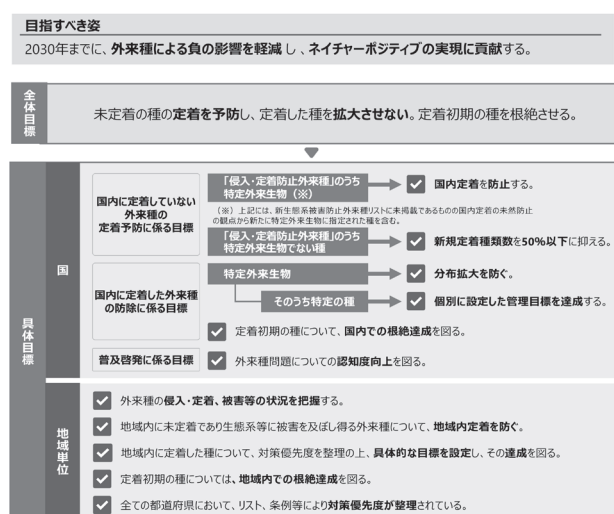 目指すべき姿
2030年までに、外来種による負の影響を軽減し、ネイチャーポジティブの実現に貢献する。
全体目標
未定着の種の定着を予防し、定着した種を拡大させない。定着初期の種を根絶させる。
具体目標
国
国内に定着していない
外来種の
定着予防に係る目標
「侵入・定着防止外来種」のうち
特定外来生物（※）
国内定着を防止する。
（※）上記には、新生態系被害防止外来種リストに未掲載であるものの国内定着の未然防止
の観点から新たに特定外来生物に指定された種を含む。
「侵入・定着防止外来種」のうち
特定外来生物でない種
新規定着種類数を50%以下に抑える。
国内に定着した外来種
の防除に係る目標
特定外来生物
分布拡大を防ぐ。
そのうち特定の種
個別に設定した管理目標を達成する。
定着初期の種について、国内での根絶達成を図る。
普及啓発に係る目標
外来種問題についての認知度向上を図る。
地域単位
外来種の侵入・定着、被害等の状況を把握する。
地域内に未定着であり生態系等に被害を及ぼし得る外来種について、地域内定着を防ぐ。
地域内に定着した種について、対策優先度を整理の上、具体的な目標を設定し、その達成を図る。
定着初期の種については、地域内での根絶達成を図る。
全ての都道府県において、リスト、条例等により対策優先度が整理されている。